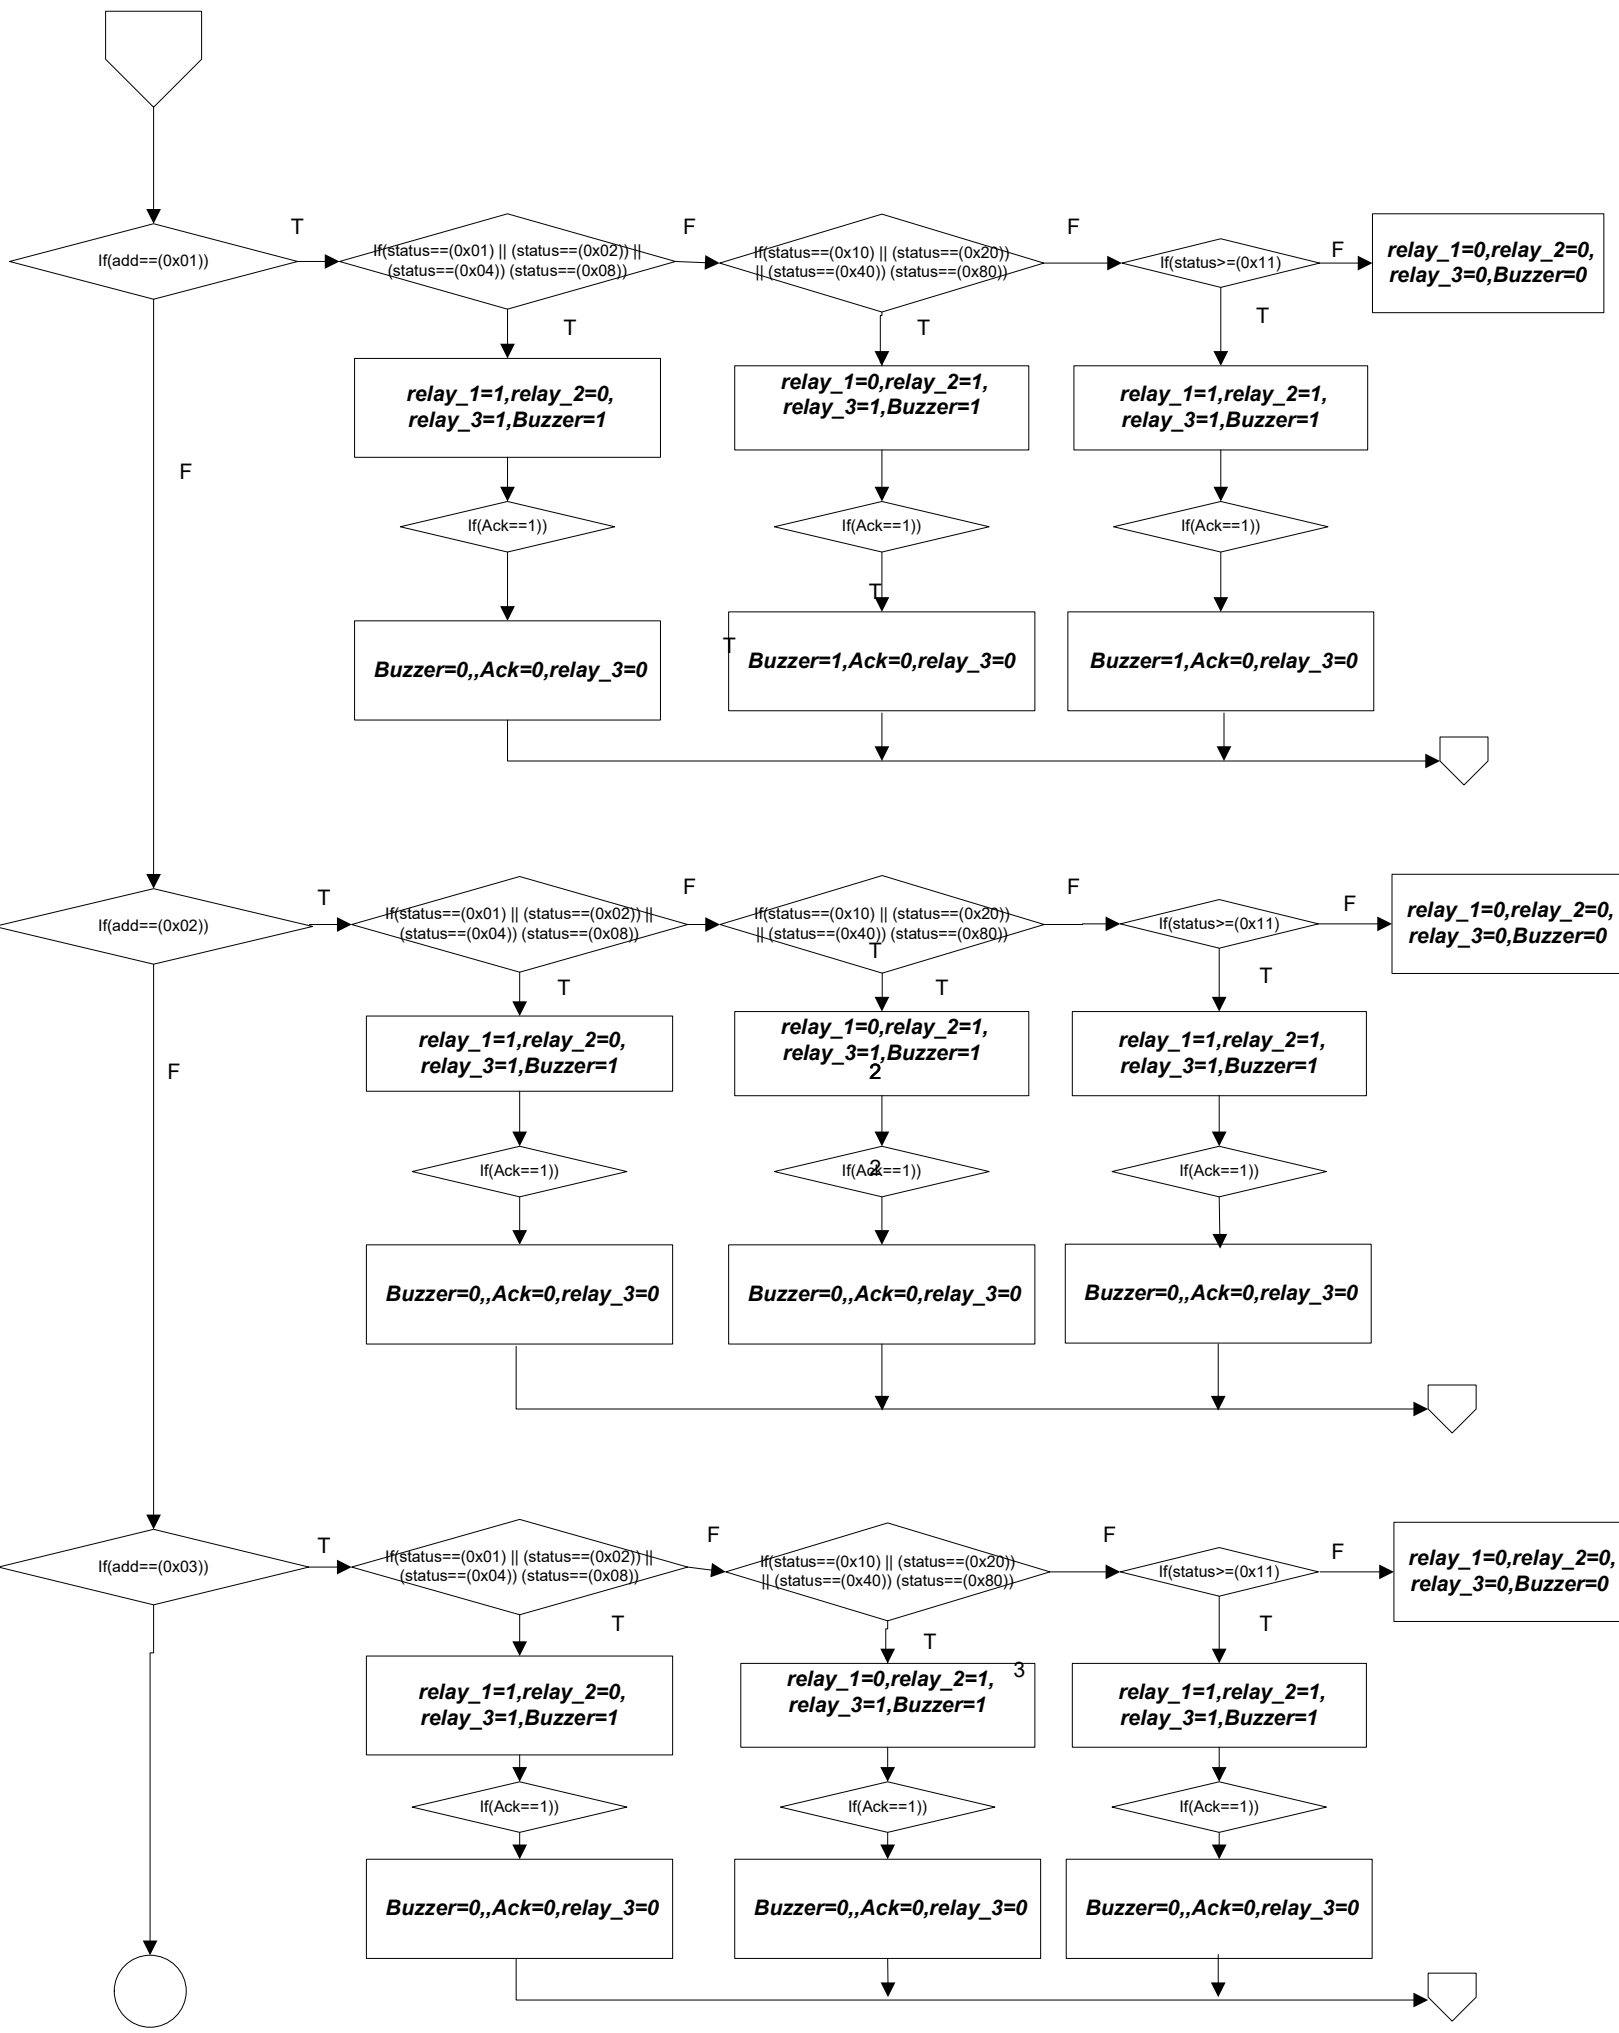 T
F
F
F
If(add==(0x01))
If(status==(0x01) || (status==(0x02)) ||
(status==(0x04)) (status==(0x08))
If(status==(0x10) || (status==(0x20))
|| (status==(0x40)) (status==(0x80))
If(status>=(0x11)
relay_1=0,relay_2=0,
relay_3=0,Buzzer=0
T
T
T
relay_1=1,relay_2=0,
relay_3=1,Buzzer=1
relay_1=0,relay_2=1,
relay_3=1,Buzzer=1
relay_1=1,relay_2=1,
relay_3=1,Buzzer=1
F
If(Ack==1))
If(Ack==1))
If(Ack==1))
T
T
Buzzer=0,,Ack=0,relay_3=0
Buzzer=1,Ack=0,relay_3=0
Buzzer=1,Ack=0,relay_3=0
T
F
F
F
If(add==(0x02))
If(status==(0x01) || (status==(0x02)) ||
(status==(0x04)) (status==(0x08))
If(status==(0x10) || (status==(0x20))
|| (status==(0x40)) (status==(0x80))
If(status>=(0x11)
relay_1=0,relay_2=0,
relay_3=0,Buzzer=0
T
T
T
T
relay_1=1,relay_2=0,
relay_3=1,Buzzer=1
relay_1=0,relay_2=1,
relay_3=1,Buzzer=1
relay_1=1,relay_2=1,
relay_3=1,Buzzer=1
F
2
If(Ack==1))
If(Ack==1))
2
If(Ack==1))
Buzzer=0,,Ack=0,relay_3=0
Buzzer=0,,Ack=0,relay_3=0
Buzzer=0,,Ack=0,relay_3=0
T
F
F
F
If(add==(0x03))
If(status==(0x01) || (status==(0x02)) ||
(status==(0x04)) (status==(0x08))
If(status==(0x10) || (status==(0x20))
|| (status==(0x40)) (status==(0x80))
If(status>=(0x11)
relay_1=0,relay_2=0,
relay_3=0,Buzzer=0
T
T
T
3
relay_1=1,relay_2=0,
relay_3=1,Buzzer=1
relay_1=0,relay_2=1,
relay_3=1,Buzzer=1
relay_1=1,relay_2=1,
relay_3=1,Buzzer=1
If(Ack==1))
If(Ack==1))
If(Ack==1))
Buzzer=0,,Ack=0,relay_3=0
Buzzer=0,,Ack=0,relay_3=0
Buzzer=0,,Ack=0,relay_3=0